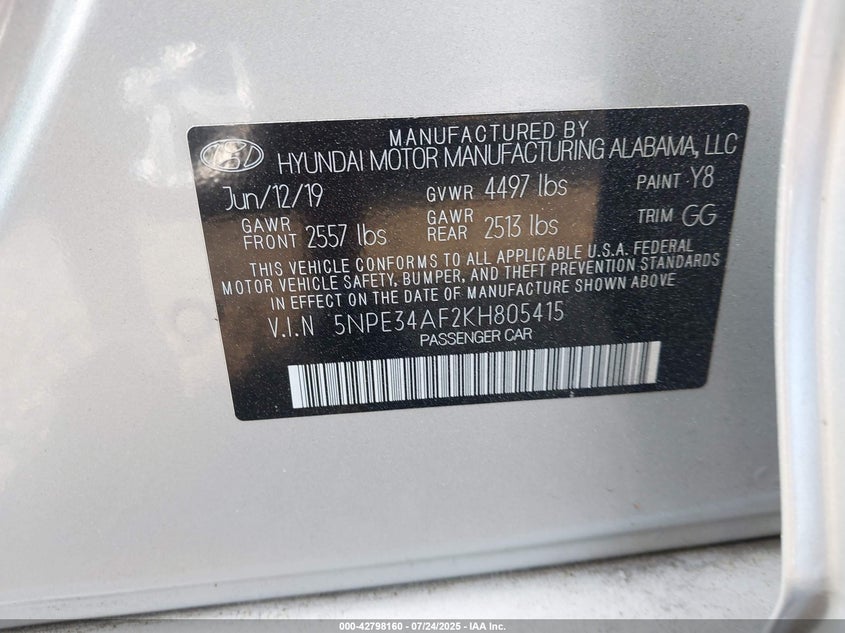 MANUFACTURED BY
HYUNDAI MOTOR MANUFACTURING ALABAMA, LLC
Jun/12/19 GVWR 4497 lbs PAINT Y8
GAWR FRONT 2557 lbs GAWR REAR 2513 lbs TRIM GG
THIS VEHICLE CONFORMS TO ALL APPLICABLE U.S.A. FEDERAL
MOTOR VEHICLE SAFETY, BUMPER, AND THEFT PREVENTION STANDARDS
IN EFFECT ON THE DATE OF MANUFACTURE SHOWN ABOVE
V.I.N 5NPE34AF2KH805415
PASSENGER CAR
000-42798160 - 07/24/2025 - IAA Inc.